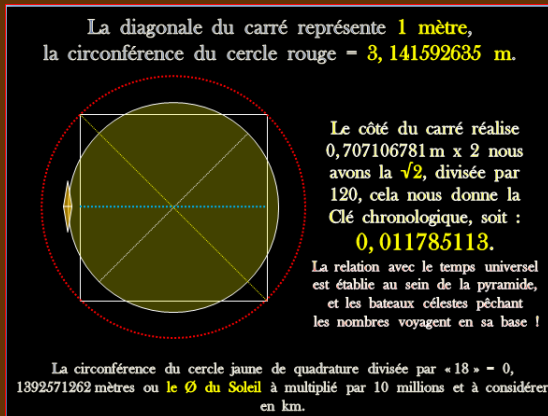 La diagonale du carré représente 1 mètre,
la circonférence du cercle rouge = 3, 141592635 m.
Le côté du carré réalise
0,707106781 m x 2 nous
avons la √2, divisée par
120, cela nous donne la
Clé chronologique, soit :
0, 011785113.
La relation avec le temps universel
est établie au sein de la pyramide,
et les bateaux célestes pêchant
les nombres voyagent en sa base !
La circonférence du cercle jaune de quadrature divisée par « 18 » = 0,
1392571262 mètres ou le Ø du Soleil à multiplié par 10 millions et à considérer
en km.